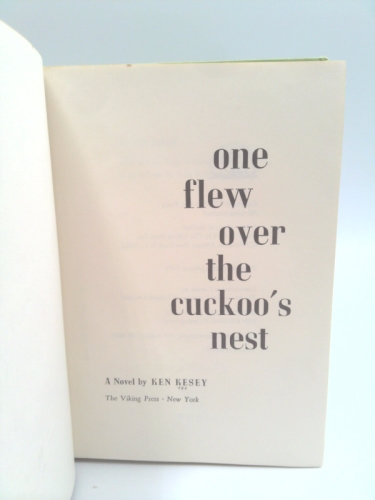 one
flew
over
the
cuckoo's
nest
A Novel by KEN KESEY
The Viking Press · New York